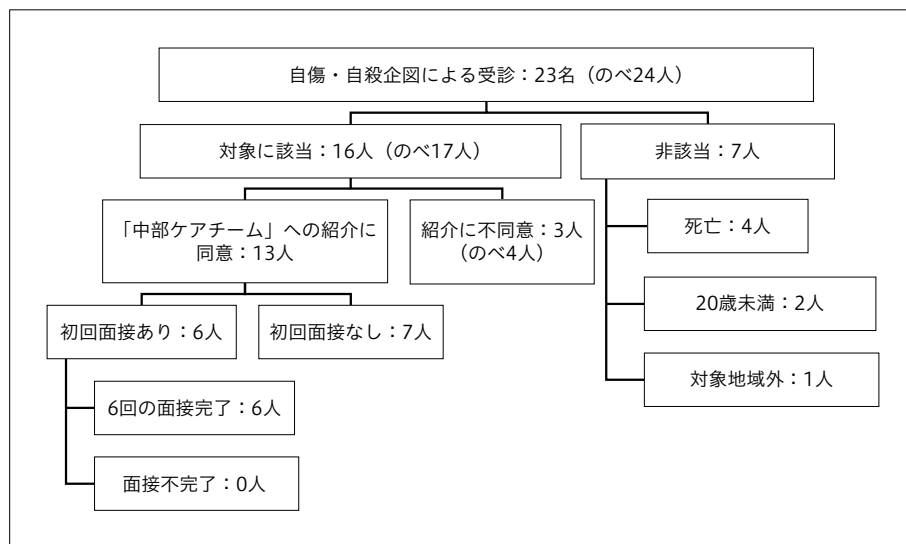 自傷・自殺企図による受診：23名（のべ24人）
対象に該当：16人（のべ17人）
非該当：7人
「中部ケアチーム」への紹介に
同意：13人
紹介に不同意：3人
（のべ4人）
死亡：4人
初回面接あり：6人
初回面接なし：7人
20歳未満：2人
対象地域外：1人
6回の面接完了：6人
面接不完了：0人